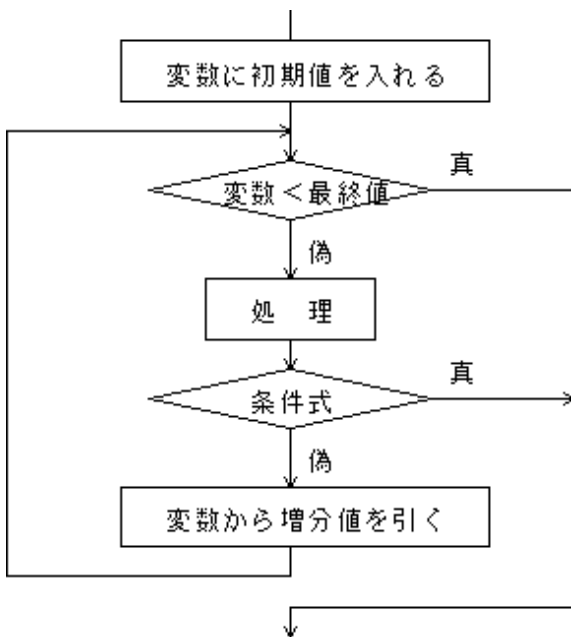 変数に初期値を入れる
変数＜最終値
真
偽
処　理
条件式
真
偽
変数から増分値を引く